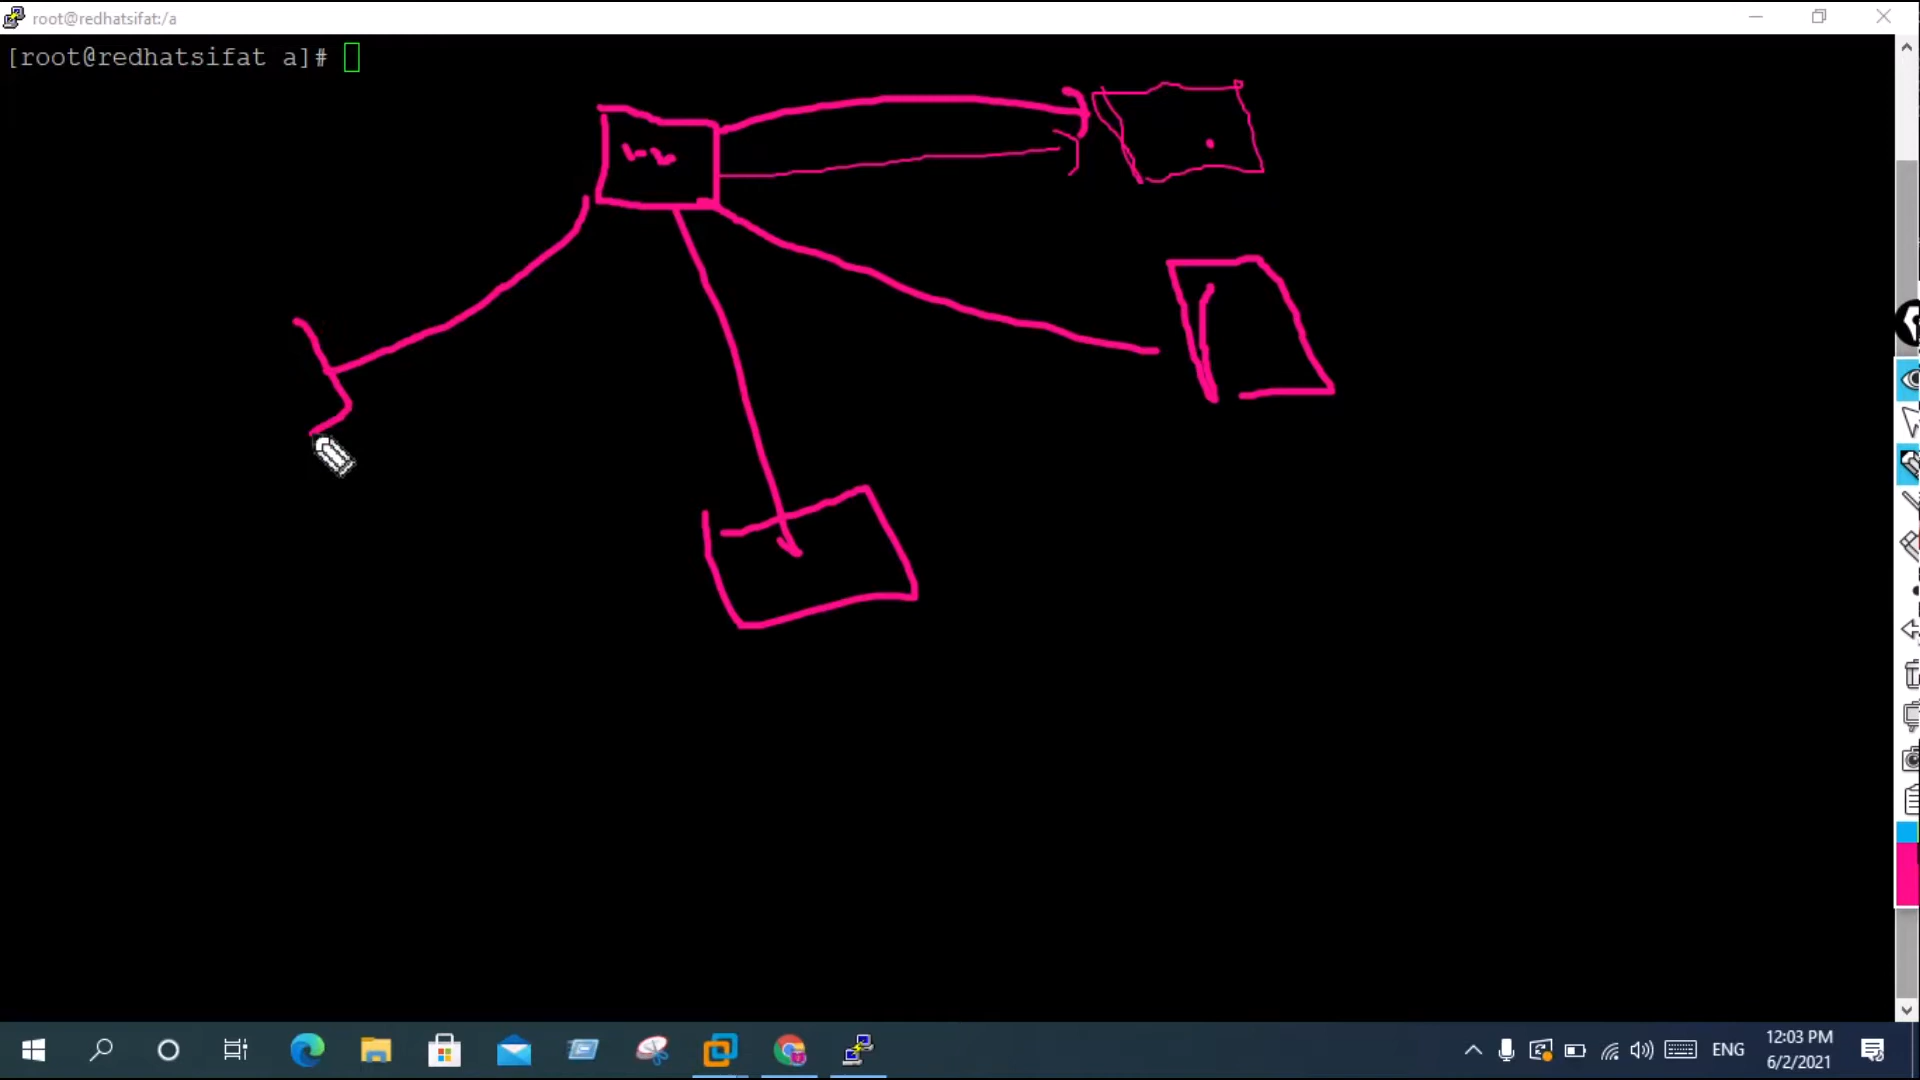 root@redhatsifat:/a
[root@redhatsifat a]#
ENG
12:03 PM
6/2/2021